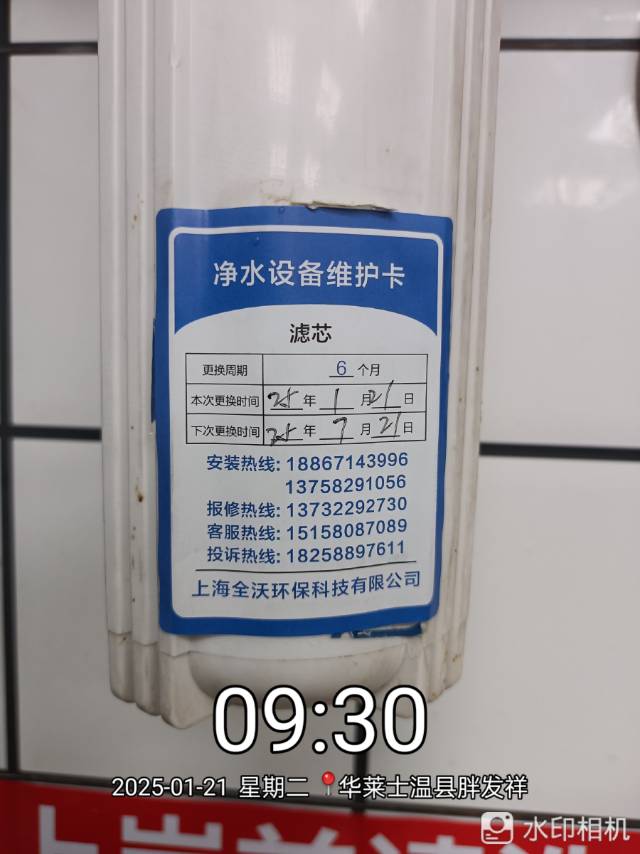 净水设备维护卡
滤芯
更换周期 6 个月
本次更换时间 25 年 1 月 21 日
下次更换时间 25 年 7 月 21 日
安装热线: 18867143996
13758291056
报修热线: 13732292730
客服热线: 15158087089
投诉热线: 18258897611
上海全沃环保科技有限公司
09:30
2025-01-21 星期二 华莱士温县胖发祥
水印相机